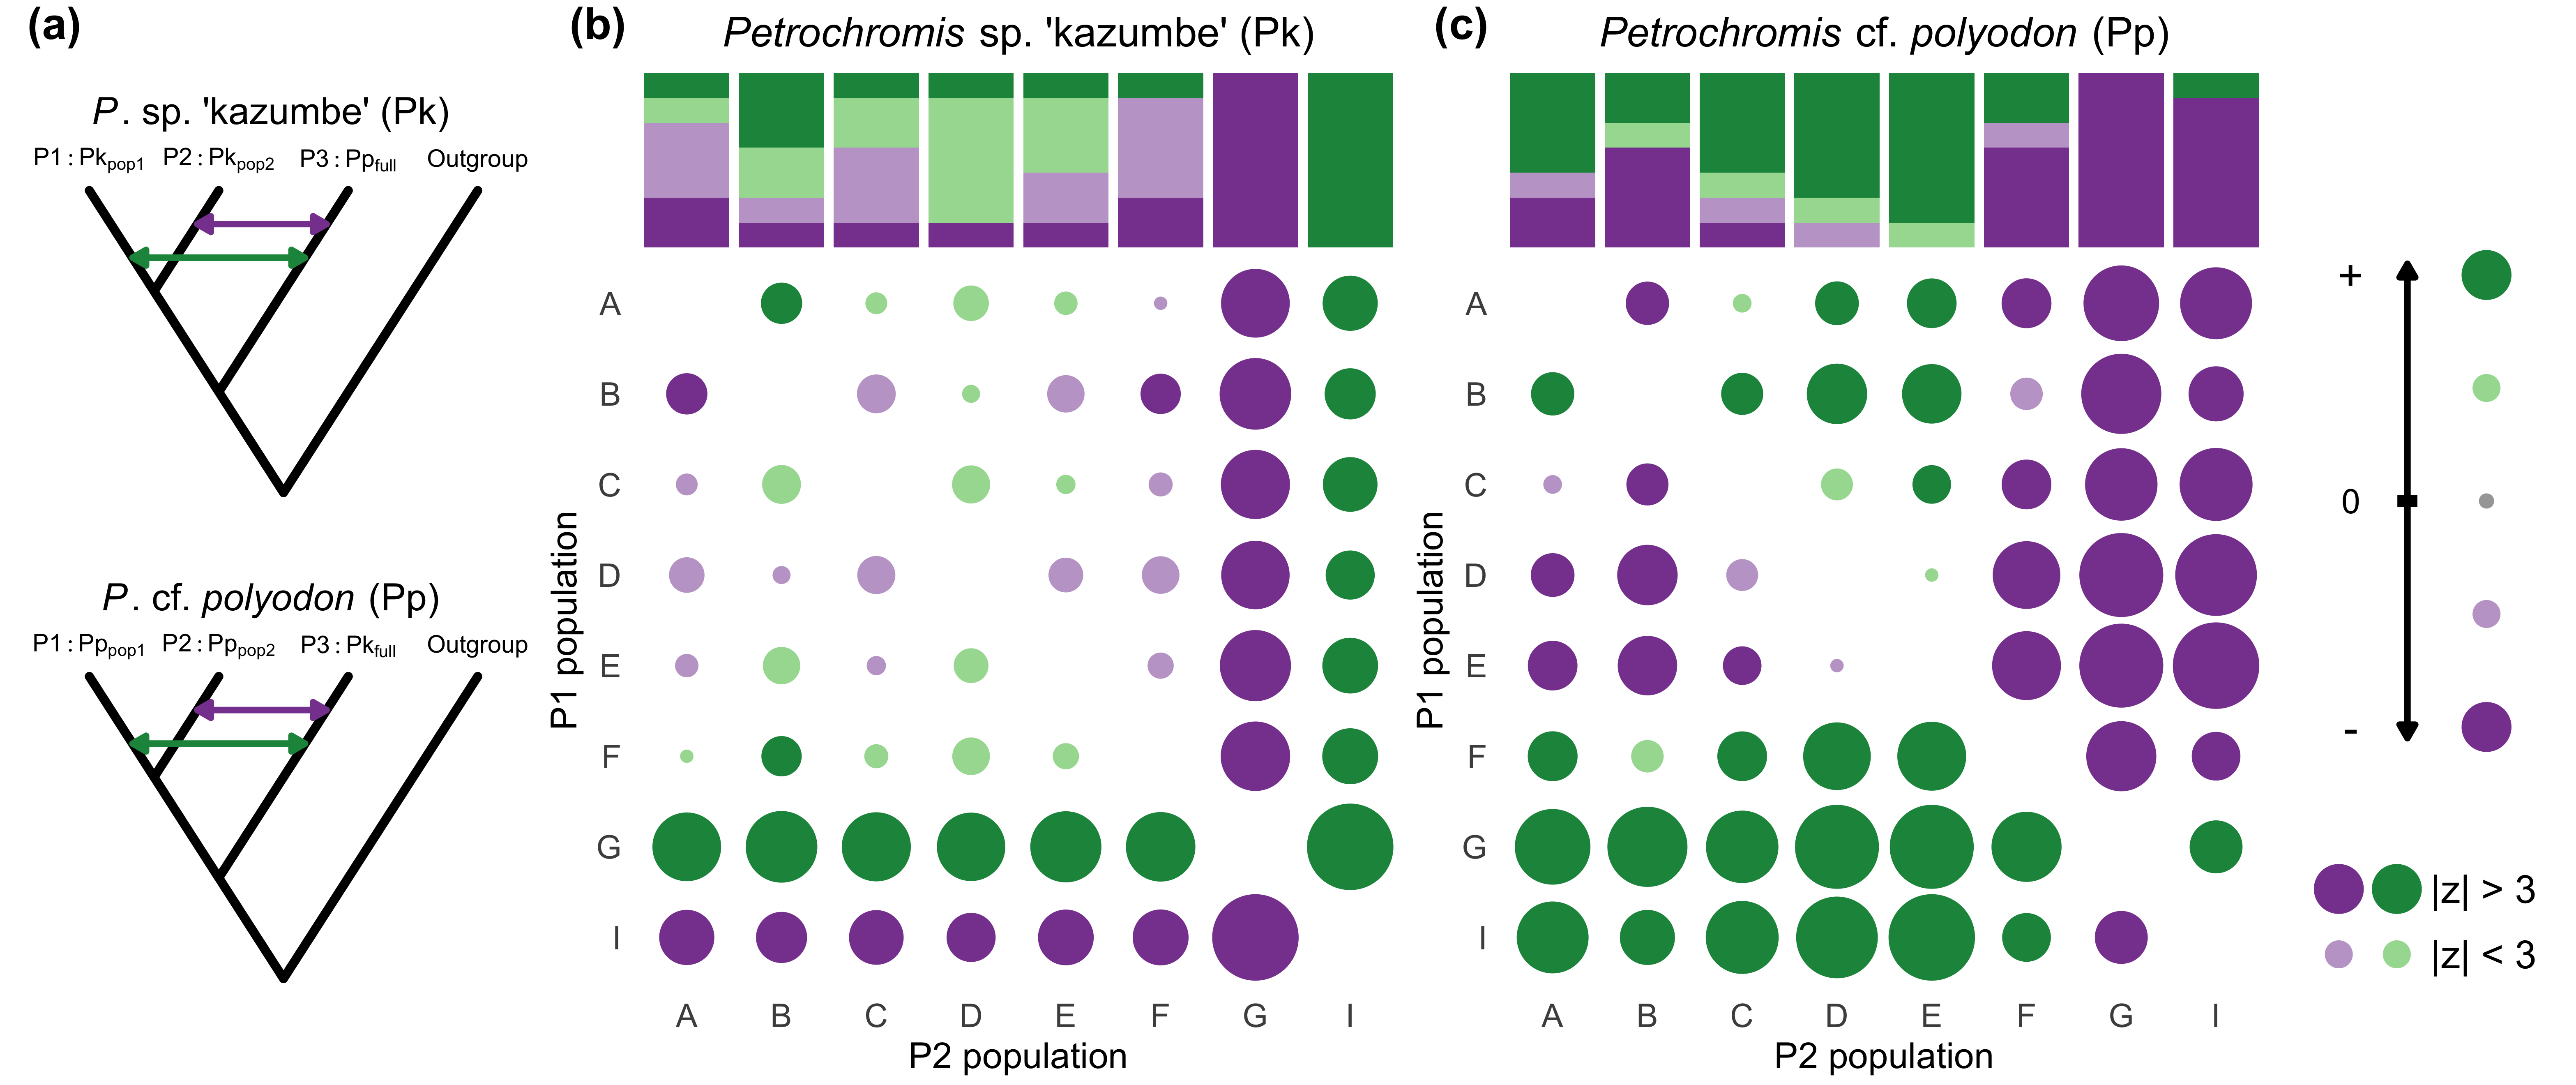 (a)
P. sp. 'kazumbe' (Pk)
P1 : Pkpop1 P2 : Pkpop2 P3 : Ppfull Outgroup
P. cf. polyodon (Pp)
P1 : Pppop1 P2 : Pppop2 P3 : Pkfull Outgroup
(b)
Petrochromis sp. 'kazumbe' (Pk)
P1 population
A
B
C
D
E
F
G
I
A B C D E F G I
P2 population
(c)
Petrochromis cf. polyodon (Pp)
P1 population
A
B
C
D
E
F
G
I
A B C D E F G I
P2 population
+
0
-
|z| > 3
|z| < 3